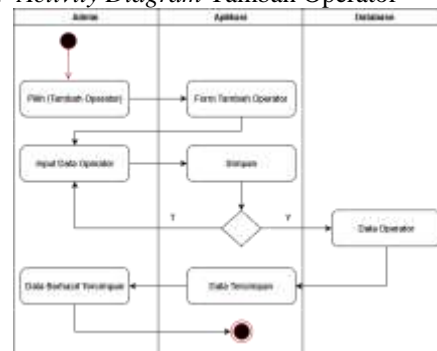 Activity Diagram Tambah Operator
Admin
Aplikasi
Database
Pilih (Tambah Operator)
Form Tambah Operator
Input Data Operator
Simpan
T
Y
Data Operator
Data Berhasil Tersimpan
Data Tersimpan